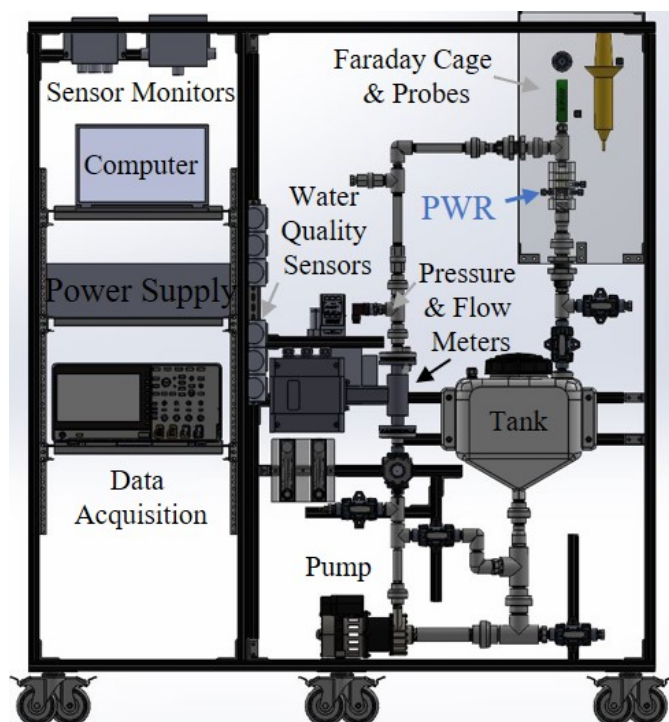 Sensor Monitors
Computer
Power Supply
Data
Acquisition
Water
Quality
Sensors
Faraday Cage
& Probes
PWR
Pressure
& Flow
Meters
Tank
Pump